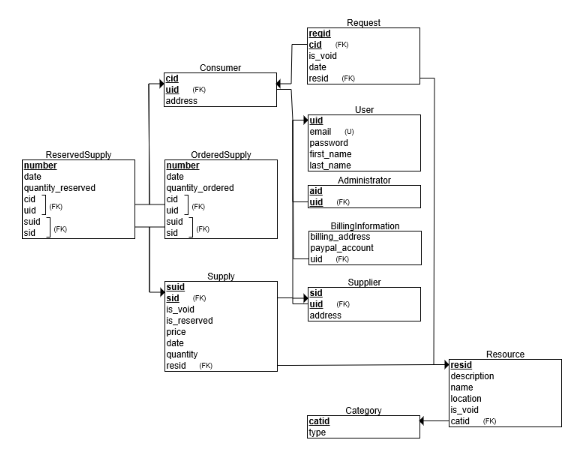 Request
reqid
cid (FK)
is_void
date
resid (FK)
Consumer
cid
uid (FK)
address
User
uid
email (U)
password
first_name
last_name
ReservedSupply
number
date
quantity_reserved
cid
uid
(FK)
suid
sid
(FK)
OrderedSupply
number
date
quantity_ordered
cid
uid
(FK)
suid
sid
(FK)
Administrator
aid
uid (FK)
BillingInformation
billing_address
paypal_account
uid (FK)
Supply
suid
sid (FK)
is_void
is_reserved
price
date
quantity
resid (FK)
Supplier
sid
uid (FK)
address
Resource
resid
description
name
location
is_void
catid (FK)
Category
catid
type